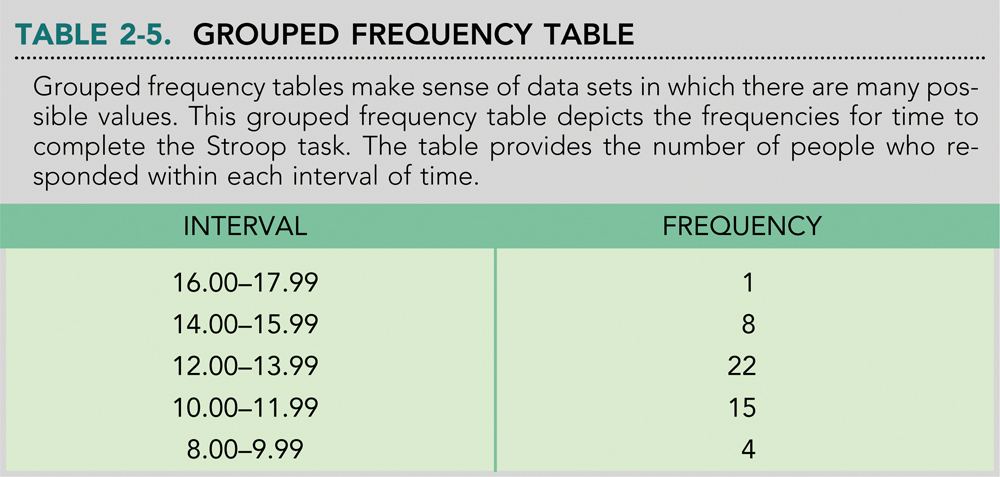 TABLE 2-5. GROUPED FREQUENCY TABLE
Grouped frequency tables make sense of data sets in which there are many pos-
sible values. This grouped frequency table depicts the frequencies for time to
complete the Stroop task. The table provides the number of people who re-
sponded within each interval of time.
INTERVAL FREQUENCY
16.00–17.99 1
14.00–15.99 8
12.00–13.99 22
10.00–11.99 15
8.00–9.99 4